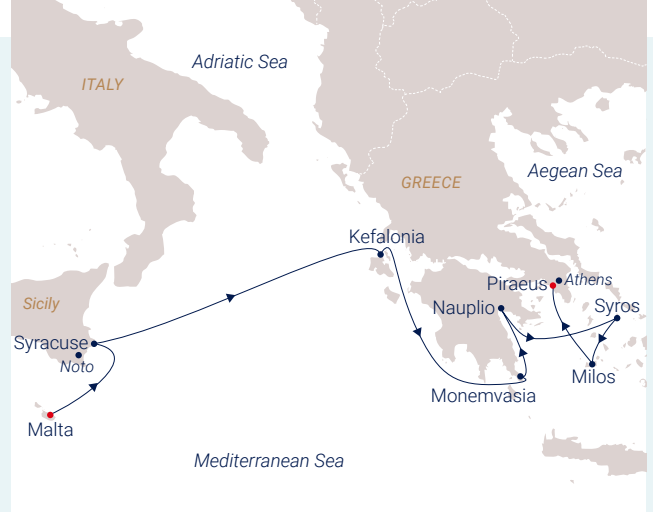 Adriatic Sea
ITALY
Aegean Sea
GREECE
Kefalonia
Piraeus
Athens
Sicily
Nauplio
Syros
Syracuse
Noto
Milos
Monemvasia
Malta
Mediterranean Sea